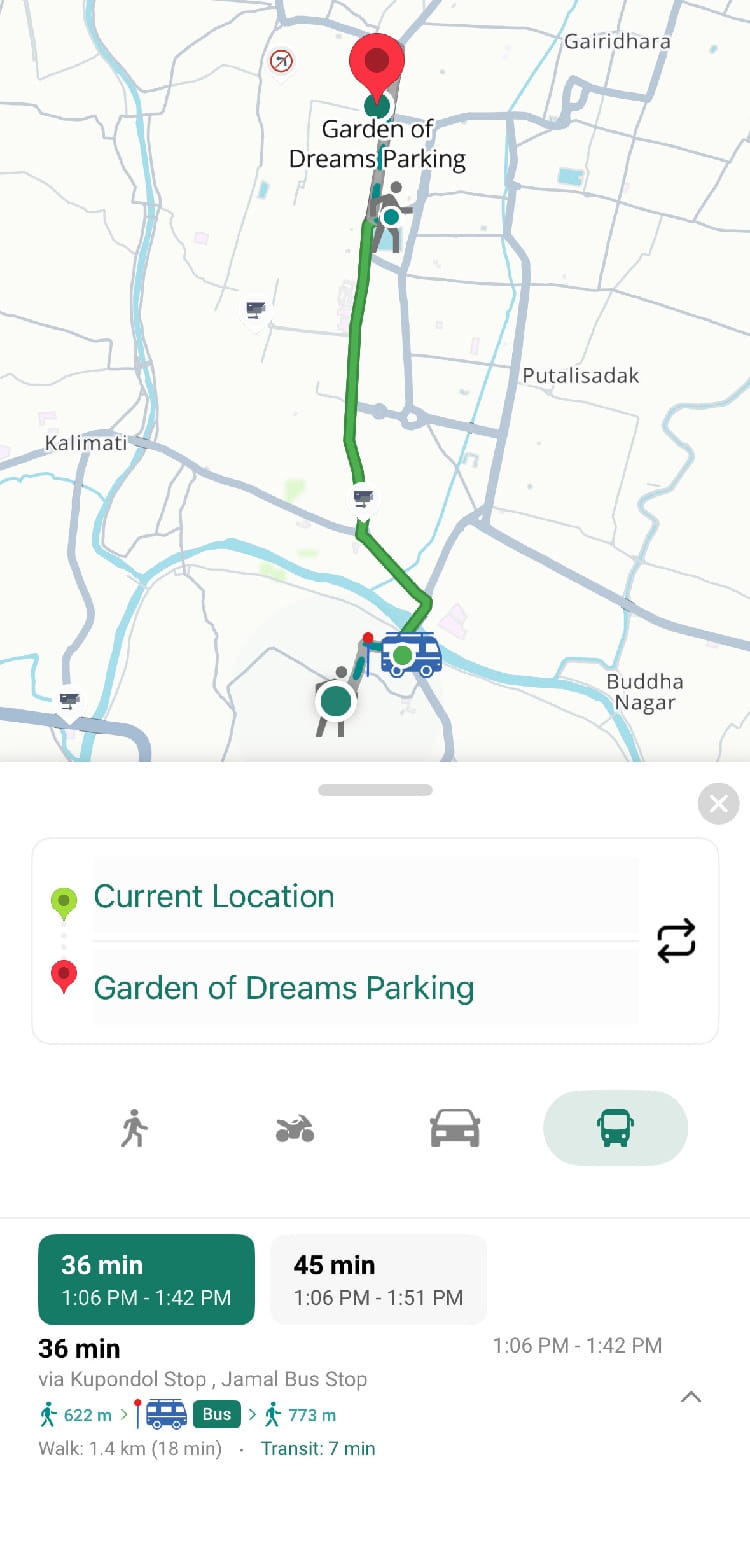 Gairidhara
Garden of
Dreams Parking
Putalisadak
Kalimati
Buddha
Nagar
Current Location
Garden of Dreams Parking
36 min
1:06 PM - 1:42 PM
45 min
1:06 PM - 1:51 PM
36 min
1:06 PM - 1:42 PM
via Kupondol Stop , Jamal Bus Stop
622 m > Bus > 773 m
Walk: 1.4 km (18 min) · Transit: 7 min